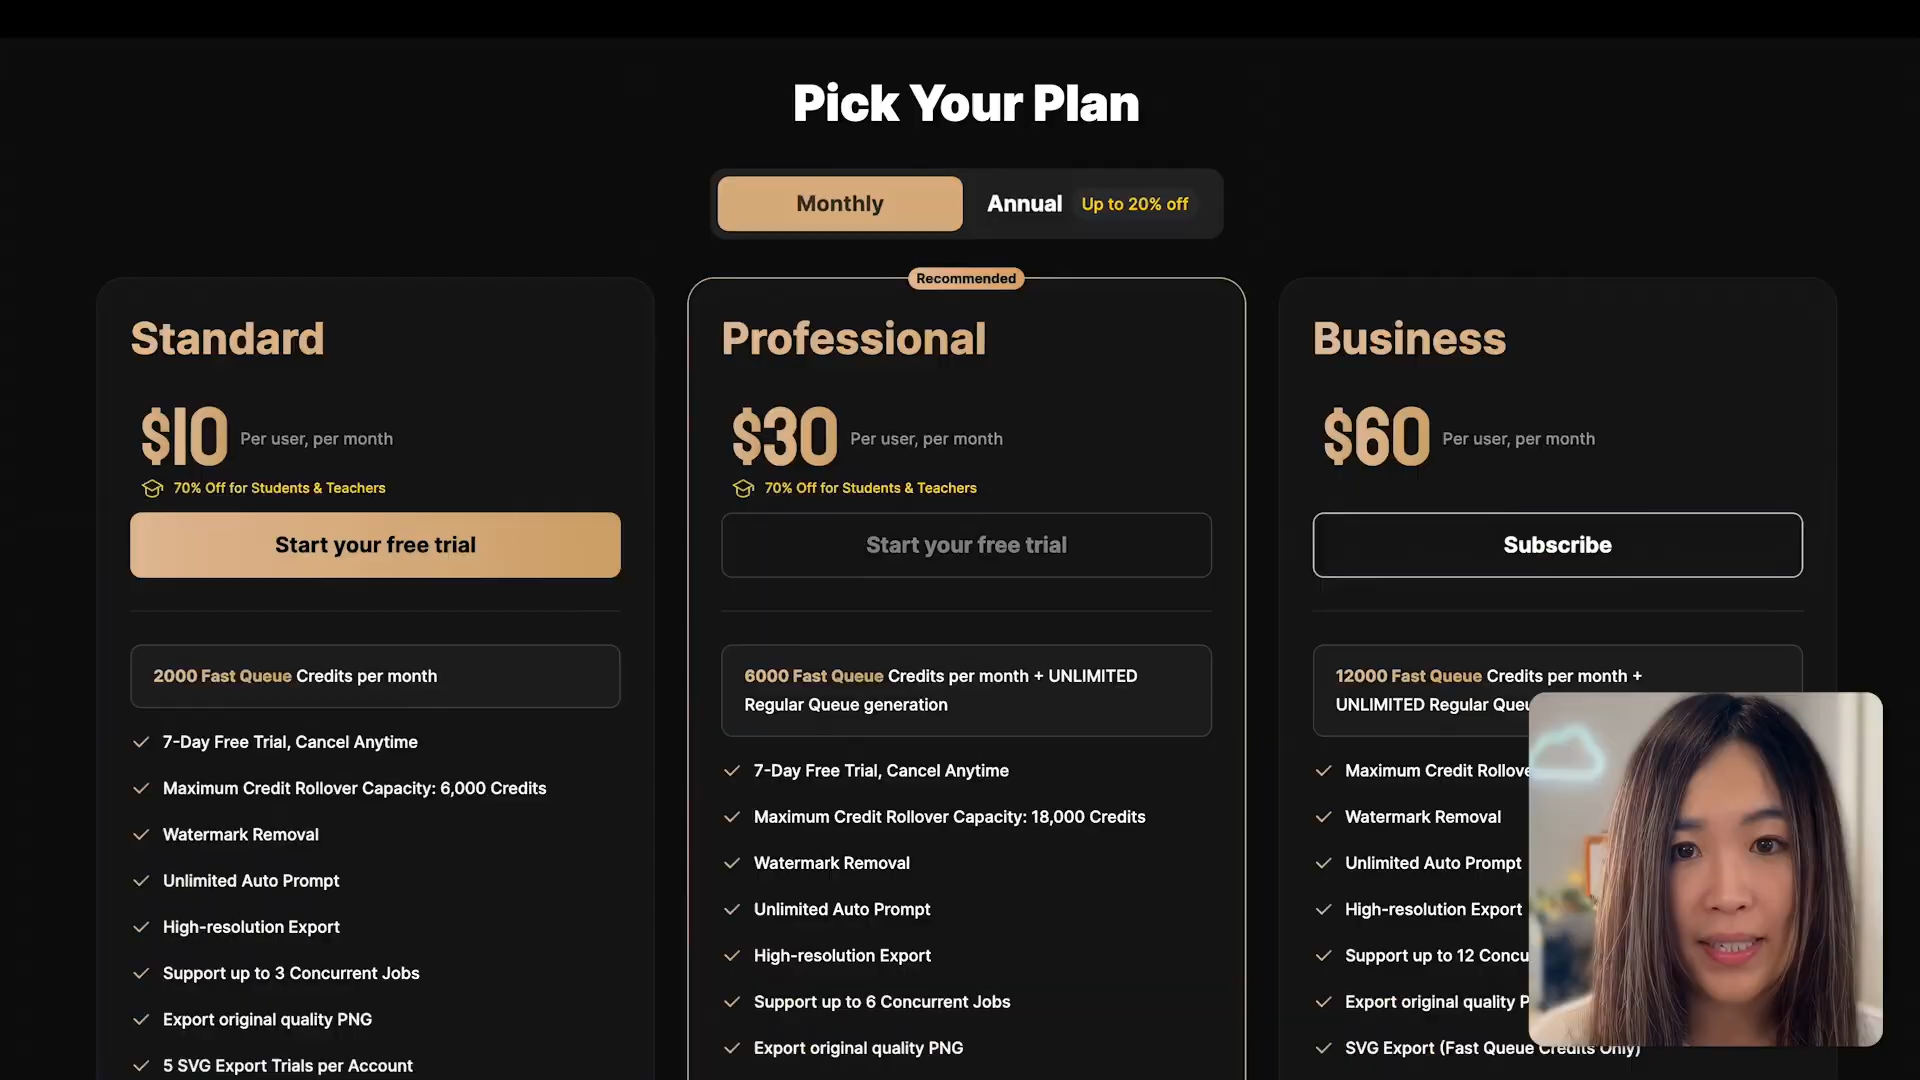 Pick Your Plan
Monthly
Annual Up to 20% off
Recommended
Standard
$10 Per user, per month
70% Off for Students & Teachers
Start your free trial
2000 Fast Queue Credits per month
7-Day Free Trial, Cancel Anytime
Maximum Credit Rollover Capacity: 6,000 Credits
Watermark Removal
Unlimited Auto Prompt
High-resolution Export
Support up to 3 Concurrent Jobs
Export original quality PNG
5 SVG Export Trials per Account
Professional
$30 Per user, per month
70% Off for Students & Teachers
Start your free trial
6000 Fast Queue Credits per month + UNLIMITED
Regular Queue generation
7-Day Free Trial, Cancel Anytime
Maximum Credit Rollover Capacity: 18,000 Credits
Watermark Removal
Unlimited Auto Prompt
High-resolution Export
Support up to 6 Concurrent Jobs
Export original quality PNG
Business
$60 Per user, per month
Subscribe
12000 Fast Queue Credits per month +
UNLIMITED Regular
Maximum Credit
Watermark Removal
Unlimited Auto Prompt
High-resolution Export
Support up to 12
Export original quality
SVG Export (Fast Queue Credits Only)